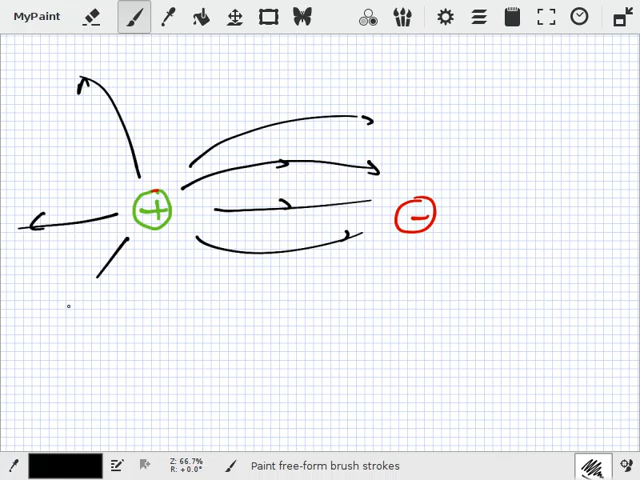 MyPaint
+
-
Z: 66.7%
R: +0.0°
Paint free-form brush strokes